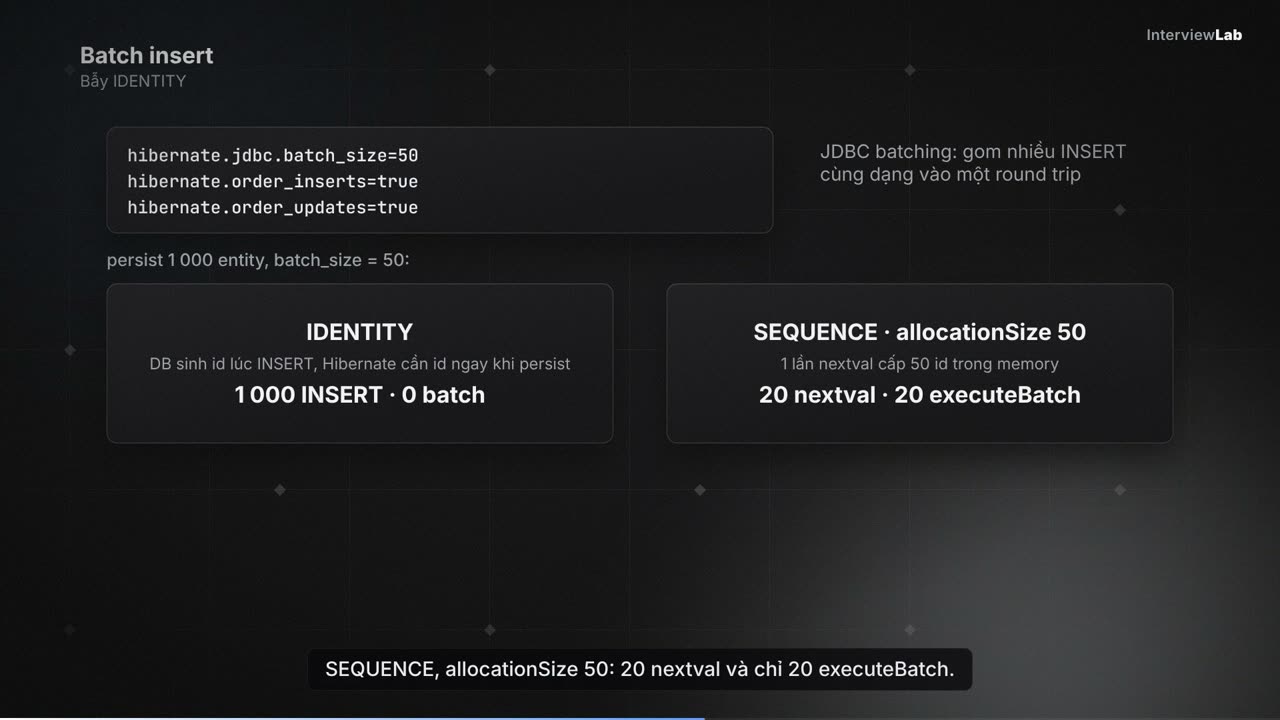 InterviewLab
Batch insert
Bẫy IDENTITY
hibernate.jdbc.batch_size=50
hibernate.order_inserts=true
hibernate.order_updates=true
JDBC batching: gom nhiều INSERT
cùng dạng vào một round trip
persist 1 000 entity, batch_size = 50:
IDENTITY
DB sinh id lúc INSERT, Hibernate cần id ngay khi persist
1 000 INSERT · 0 batch
SEQUENCE · allocationSize 50
1 lần nextval cấp 50 id trong memory
20 nextval · 20 executeBatch
SEQUENCE, allocationSize 50: 20 nextval và chỉ 20 executeBatch.